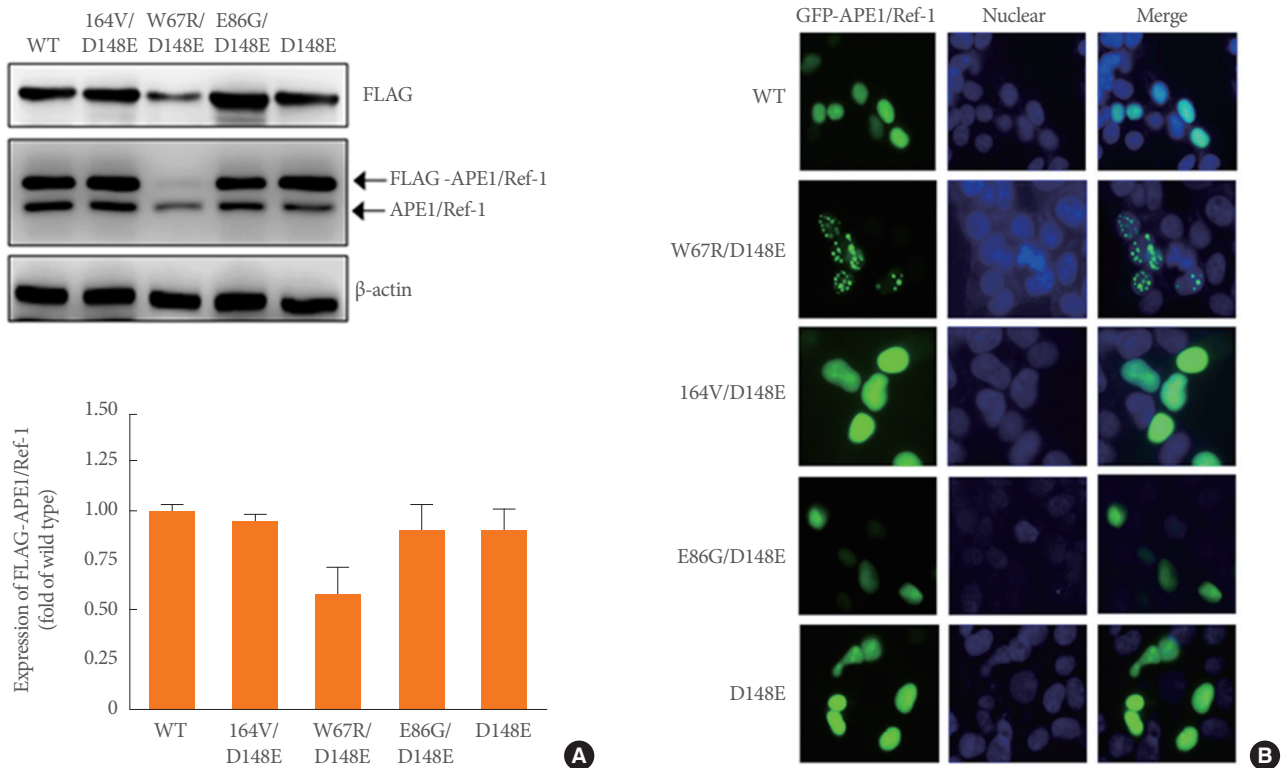 164V/ W67R/ E86G/
WT D148E D148E D148E D148E
FLAG
FLAG -APE1/Ref-1
APE1/Ref-1
β-actin
Expression of FLAG-APE1/Ref-1
(fold of wild type)
1.50
1.25
1.00
0.75
0.50
0.25
0
WT 164V/ W67R/ E86G/ D148E
D148E D148E D148E
A
GFP-APE1/Ref-1 Nuclear Merge
WT
W67R/D148E
164V/D148E
E86G/D148E
D148E
B